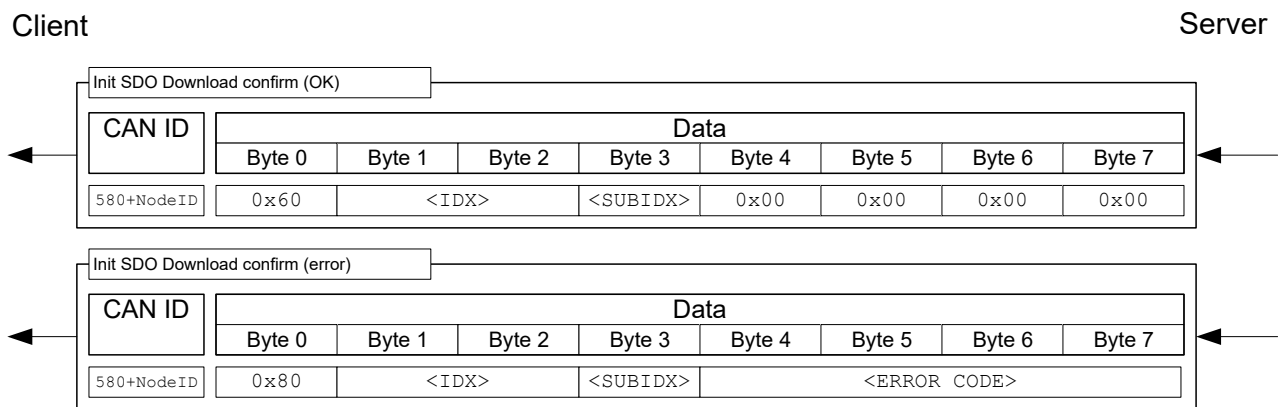 Client Server
Init SDO Download confirm (OK)
CAN ID Data
Byte 0 Byte 1 Byte 2 Byte 3 Byte 4 Byte 5 Byte 6 Byte 7
580+NodeID 0x60 <IDX> <SUBIDX> 0x00 0x00 0x00 0x00
Init SDO Download confirm (error)
CAN ID Data
Byte 0 Byte 1 Byte 2 Byte 3 Byte 4 Byte 5 Byte 6 Byte 7
580+NodeID 0x80 <IDX> <SUBIDX> <ERROR CODE>